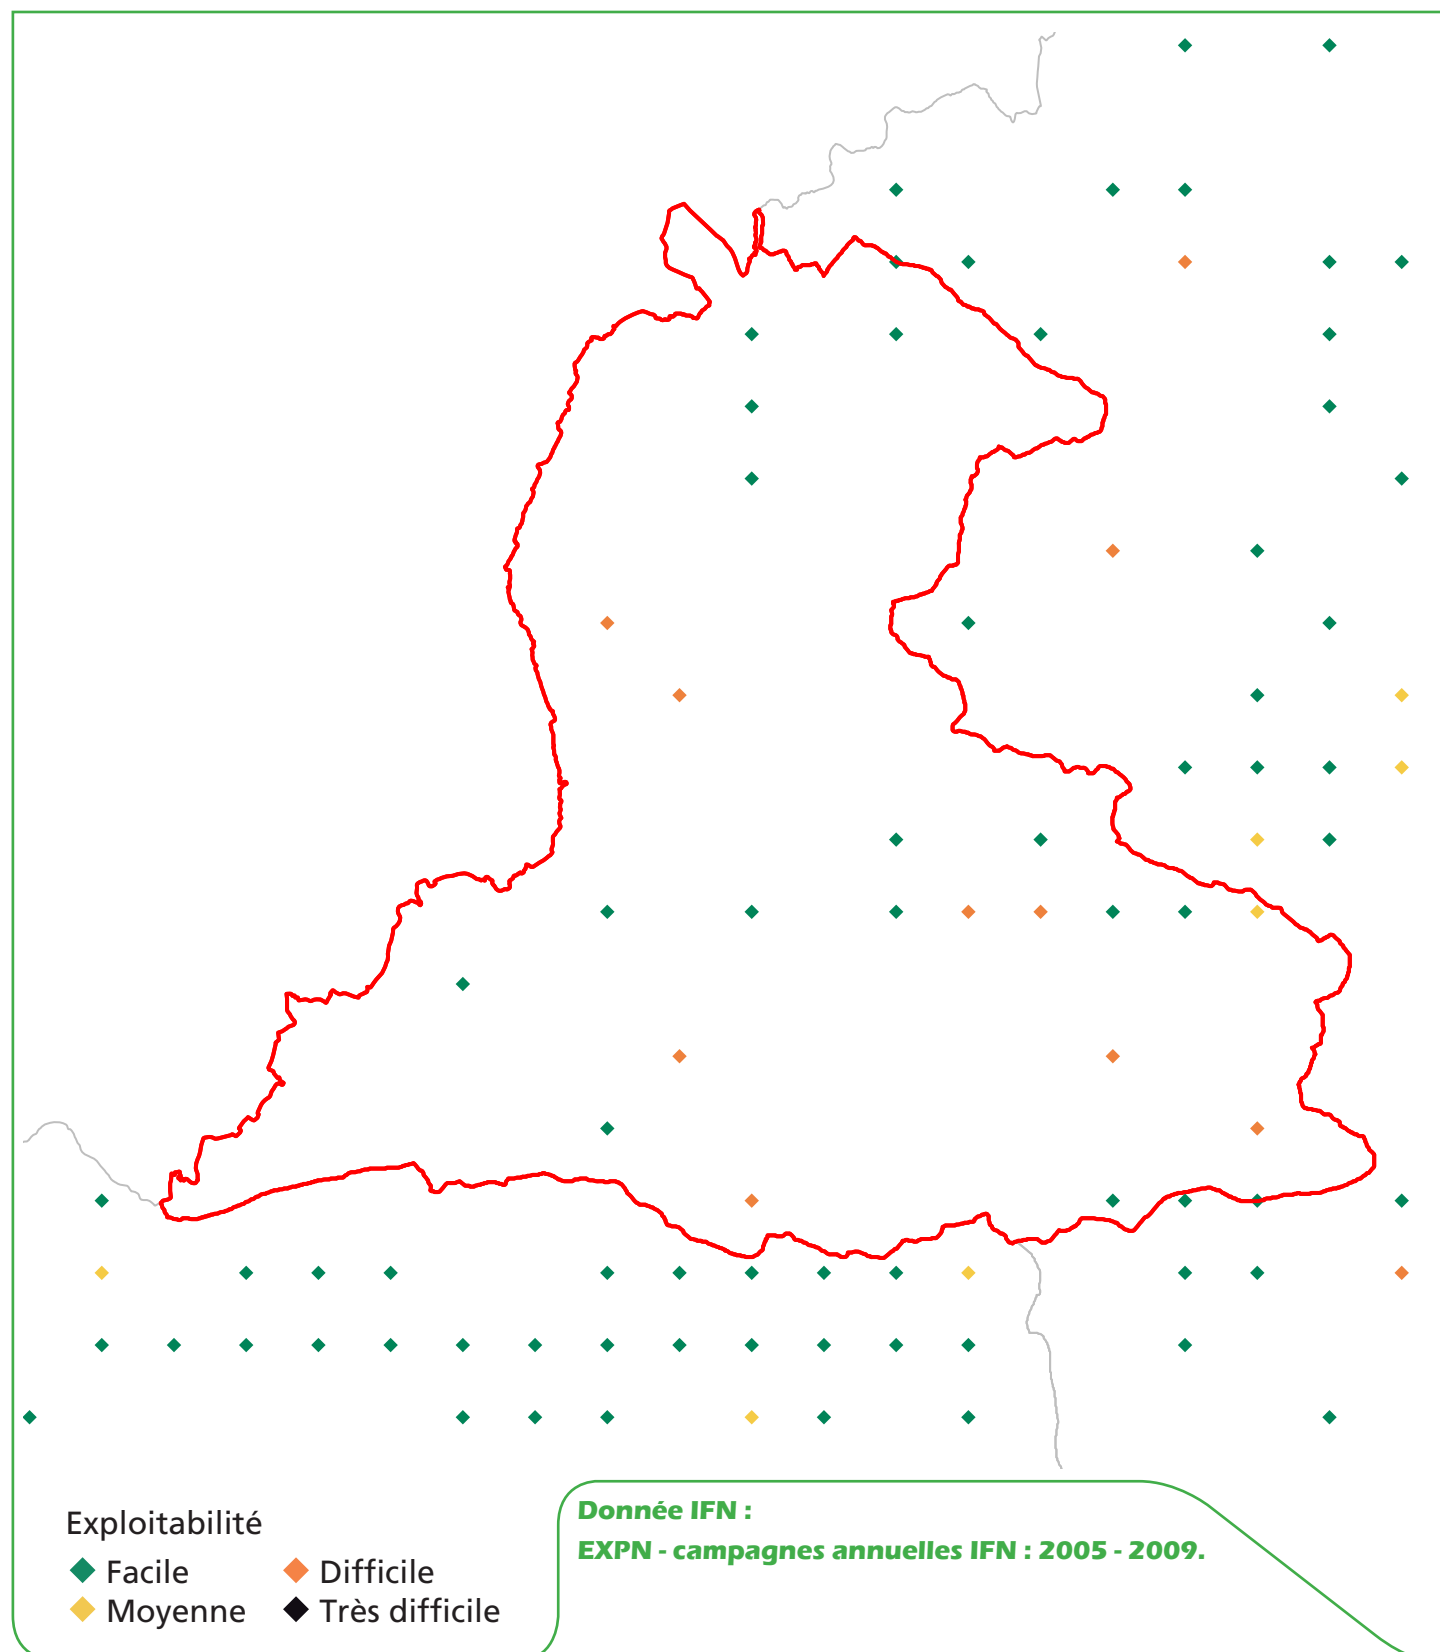 Exploitabilité
Facile
Difficile
Moyenne
Très difficile
Donnée IFN :
EXPN - campagnes annuelles IFN : 2005 - 2009.